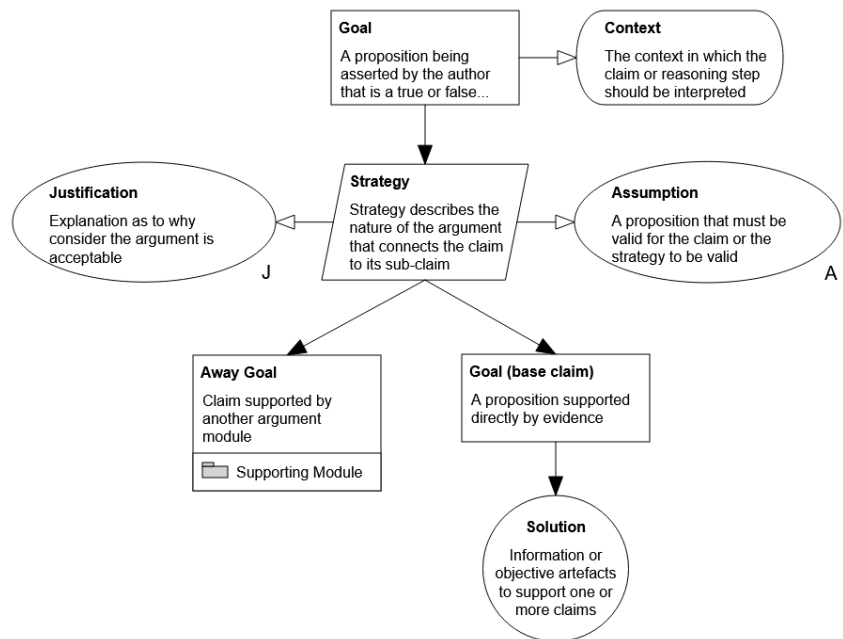 Goal
A proposition being
asserted by the author
that is a true or false...
Context
The context in which the
claim or reasoning step
should be interpreted
Justification
Explanation as to why
consider the argument is
acceptable
J
Strategy
Strategy describes the
nature of the argument
that connects the claim
to its sub-claim
Assumption
A proposition that must be
valid for the claim or the
strategy to be valid
A
Away Goal
Claim supported by
another argument
module
Supporting Module
Goal (base claim)
A proposition supported
directly by evidence
Solution
Information or
objective artefacts
to support one or
more claims